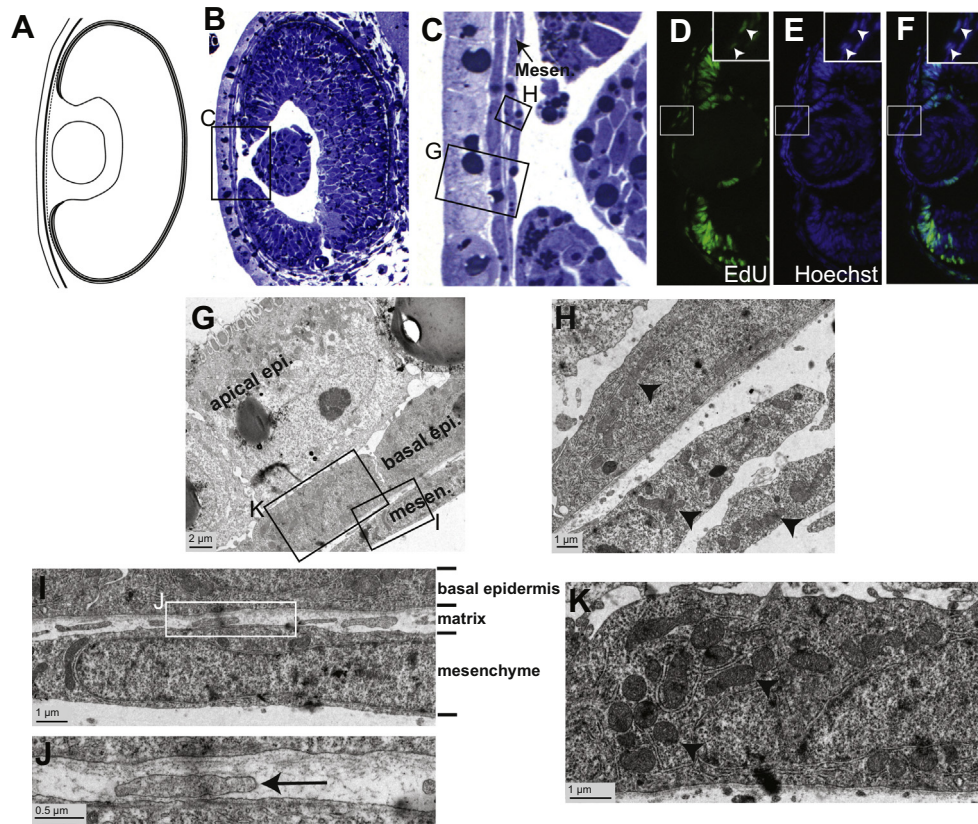 A
B
C
C
Mesen.
H
G
D
EdU
E
Hoechst
F
G
apical epi.
basal epi.
K
mesen.
I
2 µm
H
1 µm
I
J
basal epidermis
matrix
mesenchyme
1 µm
J
0.5 µm
K
1 µm